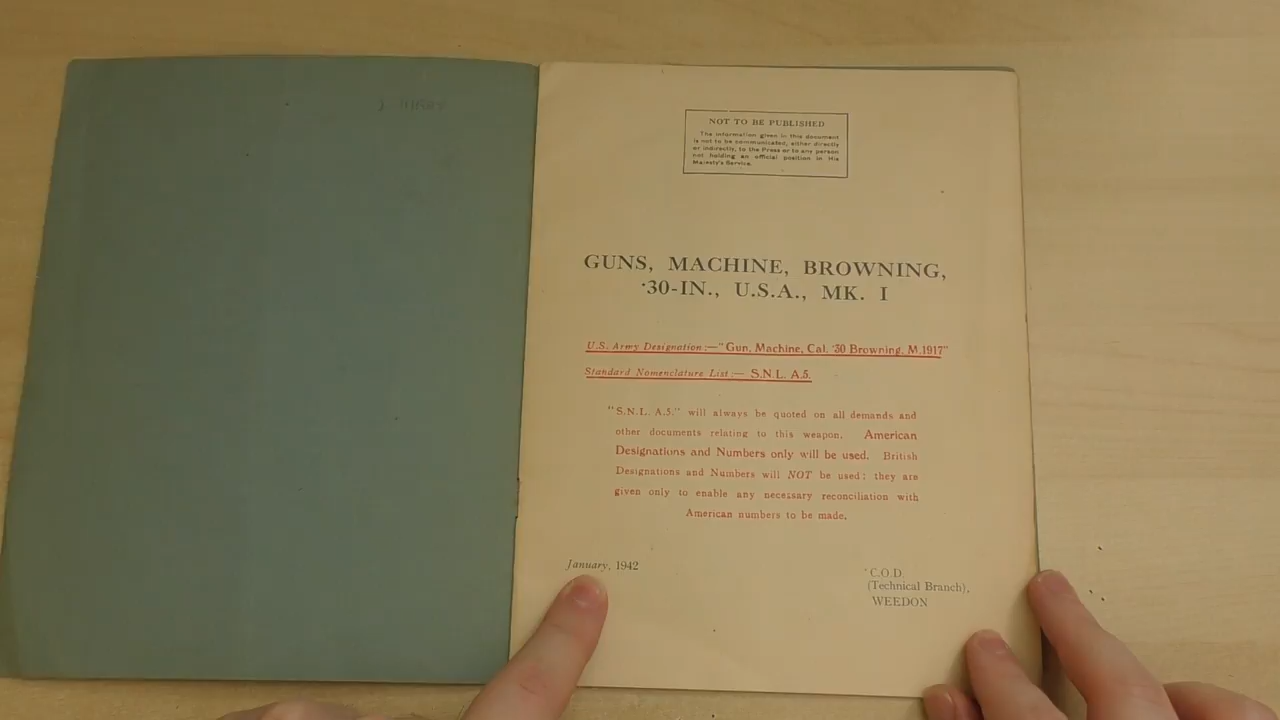 NOT TO BE PUBLISHED
The information given in this document
is not to be communicated, either directly
or indirectly, to the Press or to any person
not holding an official position in His
Majesty's Service.
GUNS, MACHINE, BROWNING,
·30-IN., U.S.A., MK. I
U.S. Army Designation:—"Gun, Machine, Cal. ·30 Browning, M.1917"
Standard Nomenclature List:— S.N.L. A.5.
"S.N.L. A.5." will always be quoted on all demands and
other documents relating to this weapon. American
Designations and Numbers only will be used. British
Designations and Numbers will NOT be used: they are
given only to enable any necessary reconciliation with
American numbers to be made.
January, 1942
C.O.D.
(Technical Branch),
WEEDON